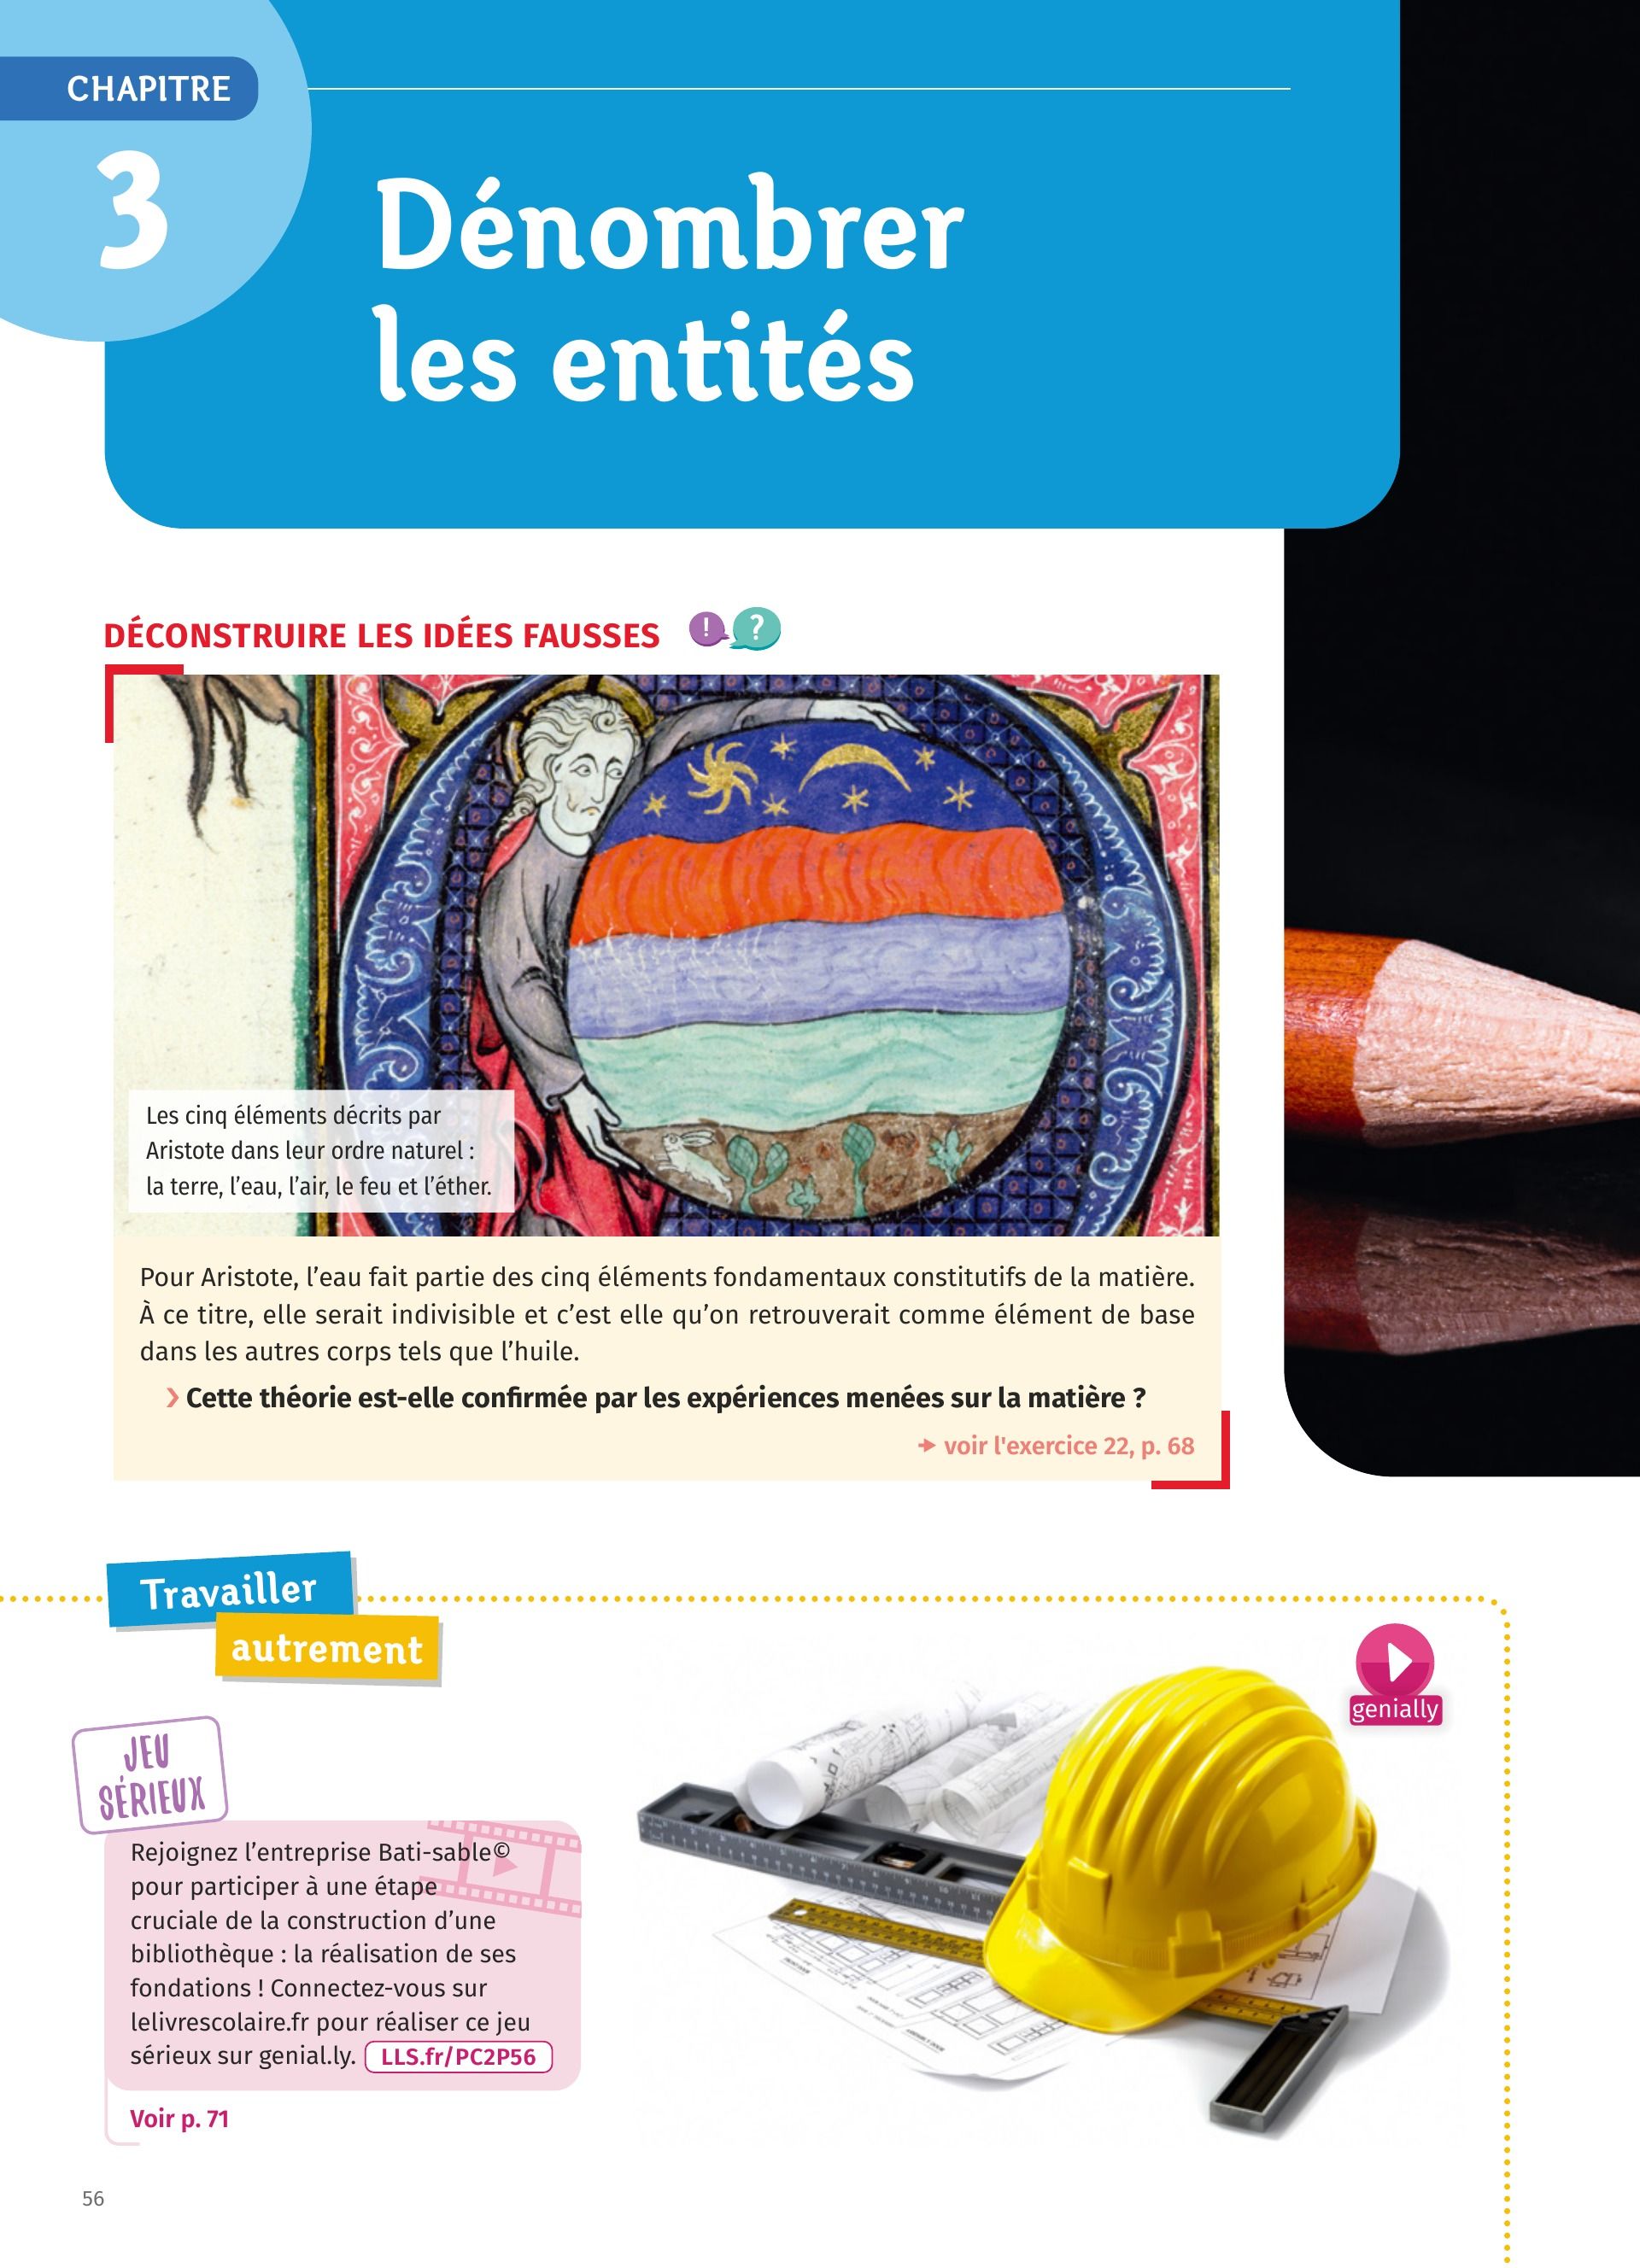 CHAPITRE
3
Dénombrer
les entités
DÉCONSTRUIRE LES IDÉES FAUSSES
! ?
Les cinq éléments décrits par
Aristote dans leur ordre naturel :
la terre, l'eau, l'air, le feu et l'éther.
Pour Aristote, l'eau fait partie des cinq éléments fondamentaux constitutifs de la matière.
À ce titre, elle serait indivisible et c'est elle qu'on retrouverait comme élément de base
dans les autres corps tels que l'huile.
Cette théorie est-elle confirmée par les expériences menées sur la matière ?
voir l'exercice 22, p. 68
Travailler
autrement
genially
JEU
SÉRIEUX
Rejoignez l'entreprise Bati-sable©
pour participer à une étape
cruciale de la construction d'une
bibliothèque : la réalisation de ses
fondations ! Connectez-vous sur
lelivrescolaire.fr pour réaliser ce jeu
sérieux sur genial.ly. LLS.fr/PC2P56
Voir p. 71
56